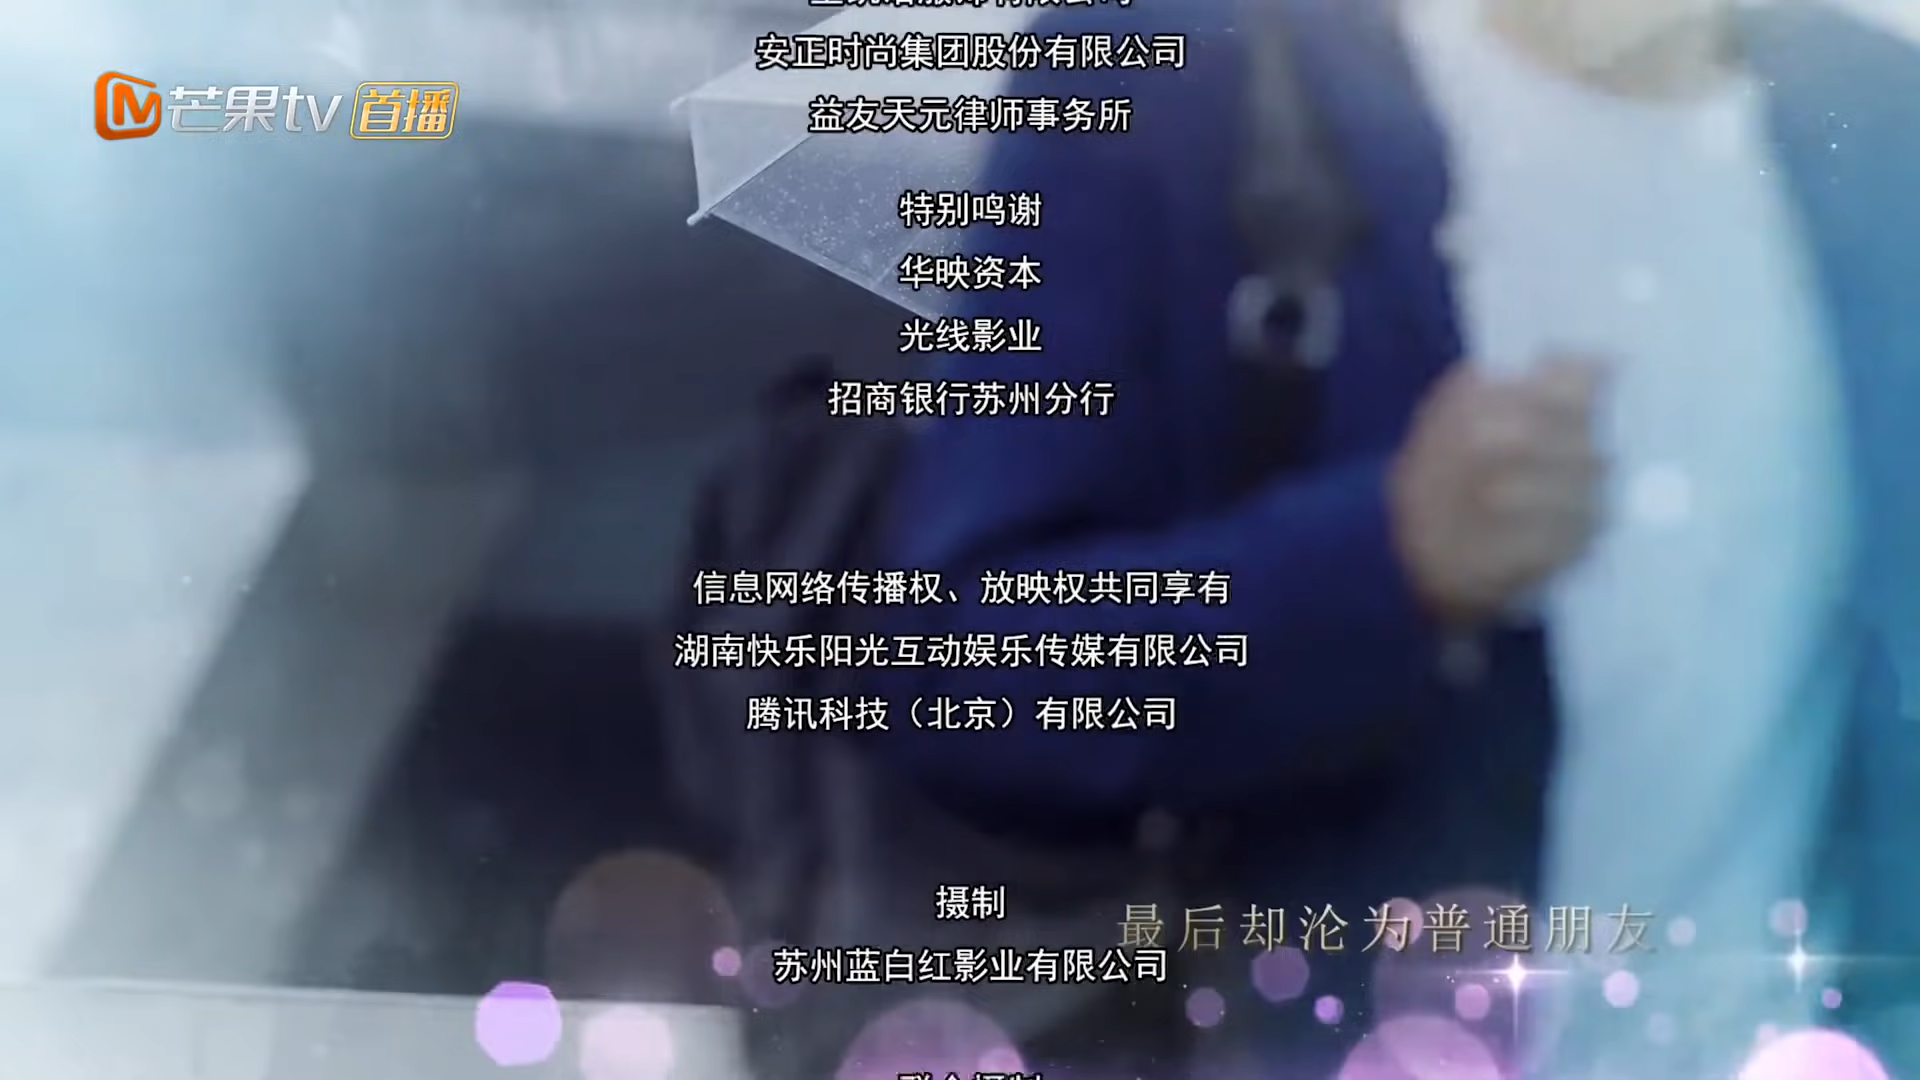 安正时尚集团股份有限公司
芒果tv 首播
益友天元律师事务所
特别鸣谢
华映资本
光线影业
招商银行苏州分行
信息网络传播权、放映权共同享有
湖南快乐阳光互动娱乐传媒有限公司
腾讯科技（北京）有限公司
摄制
最后却沦为普通朋友
苏州蓝白红影业有限公司